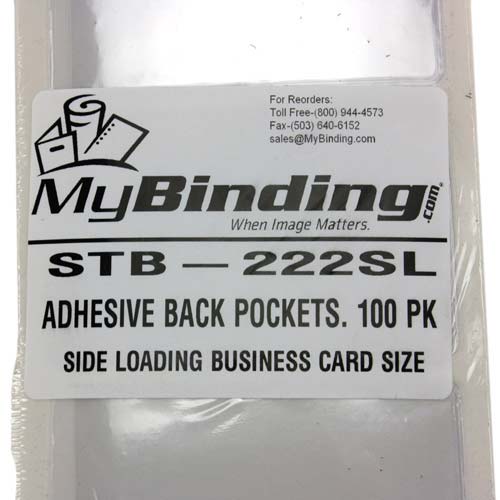 For Reorders:
Toll Free-(800) 944-4573
Fax-(503) 640-6152
sales@MyBinding.com
MyBinding.com®
When Image Matters.
STB – 222SL
ADHESIVE BACK POCKETS. 100 PK
SIDE LOADING BUSINESS CARD SIZE